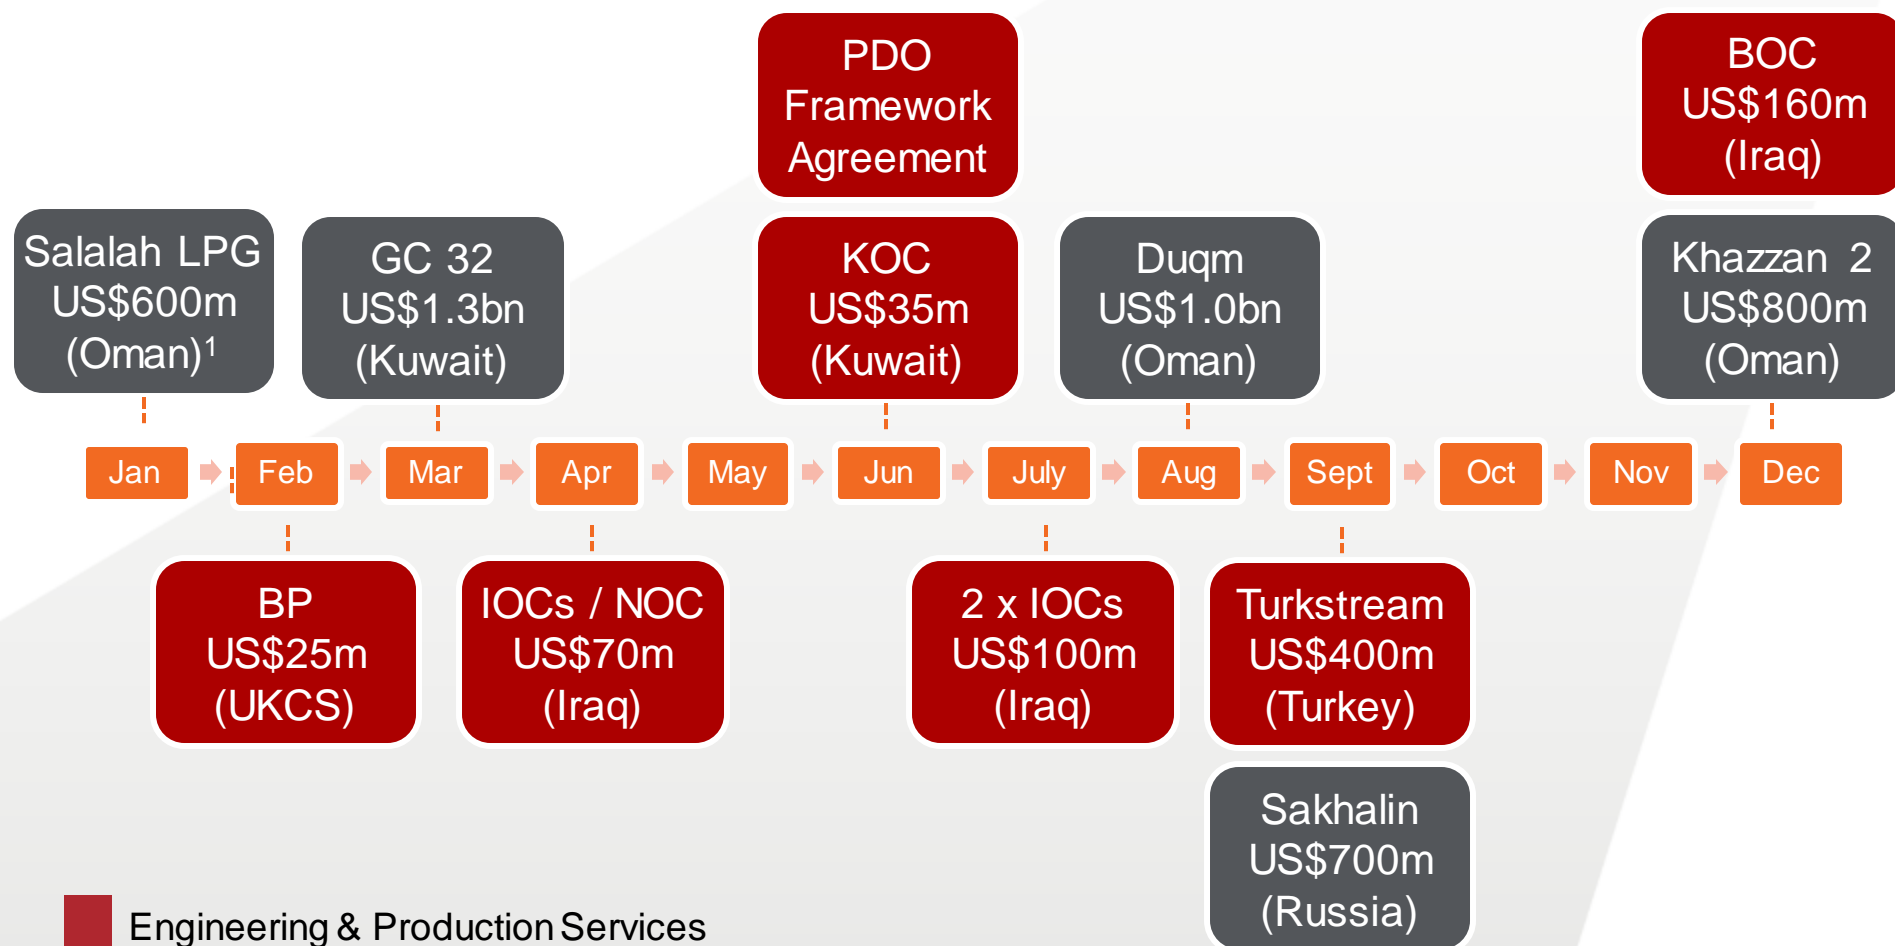 PDO
Framework
Agreement
BOC
US$160m
(Iraq)
Salalah LPG
US$600m
(Oman)1
GC 32
US$1.3bn
(Kuwait)
KOC
US$35m
(Kuwait)
Duqm
US$1.0bn
(Oman)
Khazzan 2
US$800m
(Oman)
Jan
Feb
Mar
Apr
May
Jun
July
Aug
Sept
Oct
Nov
Dec
BP
US$25m
(UKCS)
IOCs / NOC
US$70m
(Iraq)
2 x IOCs
US$100m
(Iraq)
Turkstream
US$400m
(Turkey)
Sakhalin
US$700m
(Russia)
Engineering & Production Services